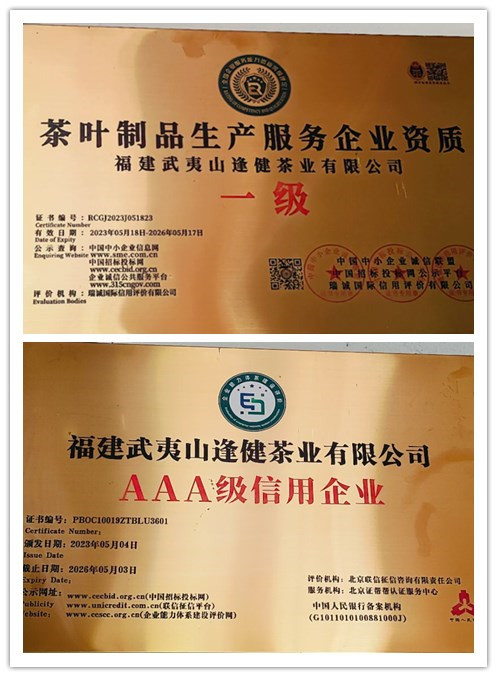 茶叶制品生产服务企业资质
福建武夷山逢健茶业有限公司
一级
证书编号：RCGJ2023J051823
Certificate Number
有效日期：2023年05月18日-2026年05月17日
Date of Expity
公示查询：中国中小企业信息网
Enquiring Website www.sme.com.cn
中国招标投标网
www.cecbid.org.cn
企业诚信公共服务平台
www.315cngov.com
评价机构：瑞诚国际信用评价有限公司
Evaluation Bodies
中国中小企业诚信联盟
中国招标投标网公示平台
瑞诚国际信用评价有限公司
福建武夷山逢健茶业有限公司
AAA级信用企业
证书编号：PBOC10019ZTBLU3601
Certificate Number:
颁发日期：2023年05月04日
Issue Date
截止日期：2026年05月03日
Expiry Date:
公示网址：www.cecbid.org.cn(中国招标投标网)
Publicity www.unicredit.com.cn(联信征信平台)
Website: www.ccscc.org.cn(企业能力体系建设评价网)
评价机构：北京联信征信咨询有限责任公司
服务机构：北京证帮帮认证服务中心
中国人民银行备案机构
(G1011010100881000J)